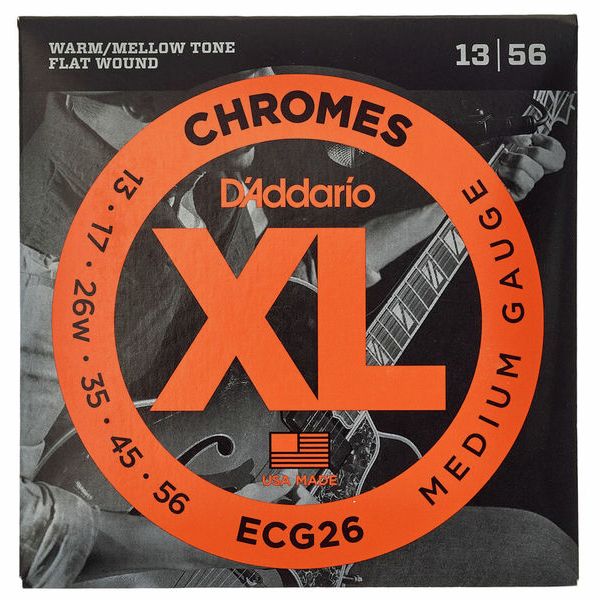 WARM/MELLOW TONE
FLAT WOUND
13|56
CHROMES
D'Addario
XL
13 • 17 • 26w • 35 • 45 • 56
MEDIUM GAUGE
USA MADE
ECG26